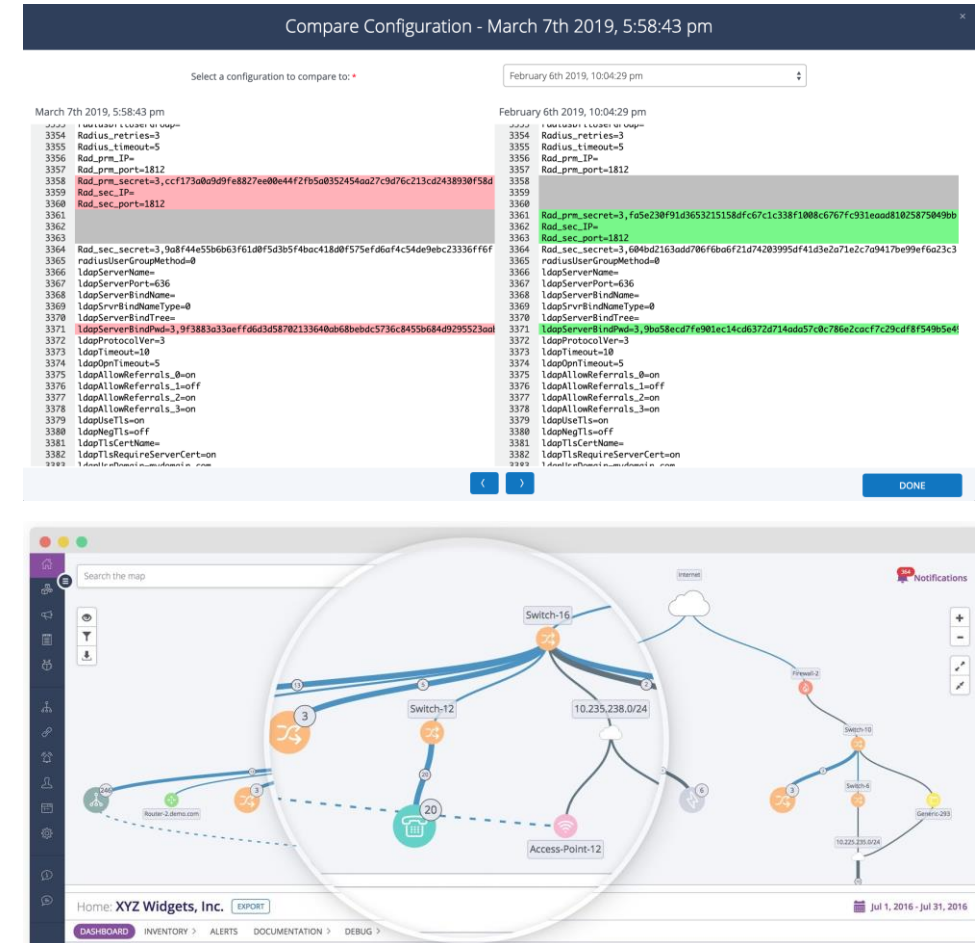 Compare Configuration - March 7th 2019, 5:58:43 pm
×
Select a configuration to compare to: *
February 6th 2019, 10:04:29 pm
March 7th 2019, 5:58:43 pm
3354 Radius_retries=3
3355 Radius_timeout=5
3356 Rad_prm_IP=
3357 Rad_prm_port=1812
3358 Rad_prm_secret=3,ccf173a0a9d9fe8827ee00e44f2fb5a0352454aa27c9d76c213cd2438930f58d
3359 Rad_sec_IP=
3360 Rad_sec_port=1812
3361
3362
3363
3364 Rad_sec_secret=3,9a8f44e55b6b63f61d0f5d3b5f4bac418d0f575efd6af4c54de9ebc23336ff6f
3365 radiusUserGroupMethod=0
3366 ldapServerName=
3367 ldapServerPort=636
3368 ldapServerBindName=
3369 ldapSrvrBindNameType=0
3370 ldapServerBindTree=
3371 ldapServerBindPwd=3,9f3883a33aeffd6d3d58702133640ab68bebdc5736c8455b684d9295523aa
3372 ldapProtocolVer=3
3373 ldapTimeout=10
3374 ldapOpnTimeout=5
3375 ldapAllowReferrals_0=on
3376 ldapAllowReferrals_1=off
3377 ldapAllowReferrals_2=on
3378 ldapAllowReferrals_3=on
3379 ldapUseTls=on
3380 ldapNegTls=off
3381 ldapTlsCertName=
3382 ldapTlsRequireServerCert=on
February 6th 2019, 10:04:29 pm
3354 Radius_retries=3
3355 Radius_timeout=5
3356 Rad_prm_IP=
3357 Rad_prm_port=1812
3358
3359
3360
3361 Rad_prm_secret=3,fa5e230f91d3653215158dfc67c1c338f1008c6767fc931eaad81025875049bb
3362 Rad_sec_IP=
3363 Rad_sec_port=1812
3364 Rad_sec_secret=3,604bd2163add706f6ba6f21d74203995df41d3e2a71e2c7a9417be99ef6a23c3
3365 radiusUserGroupMethod=0
3366 ldapServerName=
3367 ldapServerPort=636
3368 ldapServerBindName=
3369 ldapSrvrBindNameType=0
3370 ldapServerBindTree=
3371 ldapServerBindPwd=3,9ba58ecd7fe901ec14cd6372d714ada57c0c786e2cacf7c29cdf8f549b5e4
3372 ldapProtocolVer=3
3373 ldapTimeout=10
3374 ldapOpnTimeout=5
3375 ldapAllowReferrals_0=on
3376 ldapAllowReferrals_1=off
3377 ldapAllowReferrals_2=on
3378 ldapAllowReferrals_3=on
3379 ldapUseTls=on
3380 ldapNegTls=off
3381 ldapTlsCertName=
3382 ldapTlsRequireServerCert=on
DONE
Search the map
Internet
364
Notifications
Switch-16
Firewall-2
13
5
2
3
Switch-12
10.235.238.0/24
Switch-10
20
246
3
6
3
Switch-6
Router-2.demo.com
20
Generic-293
Access-Point-12
10.225.235.0/24
Home: XYZ Widgets, Inc.
EXPORT
Jul 1, 2016 - Jul 31, 2016
DASHBOARD
INVENTORY >
ALERTS
DOCUMENTATION >
DEBUG >